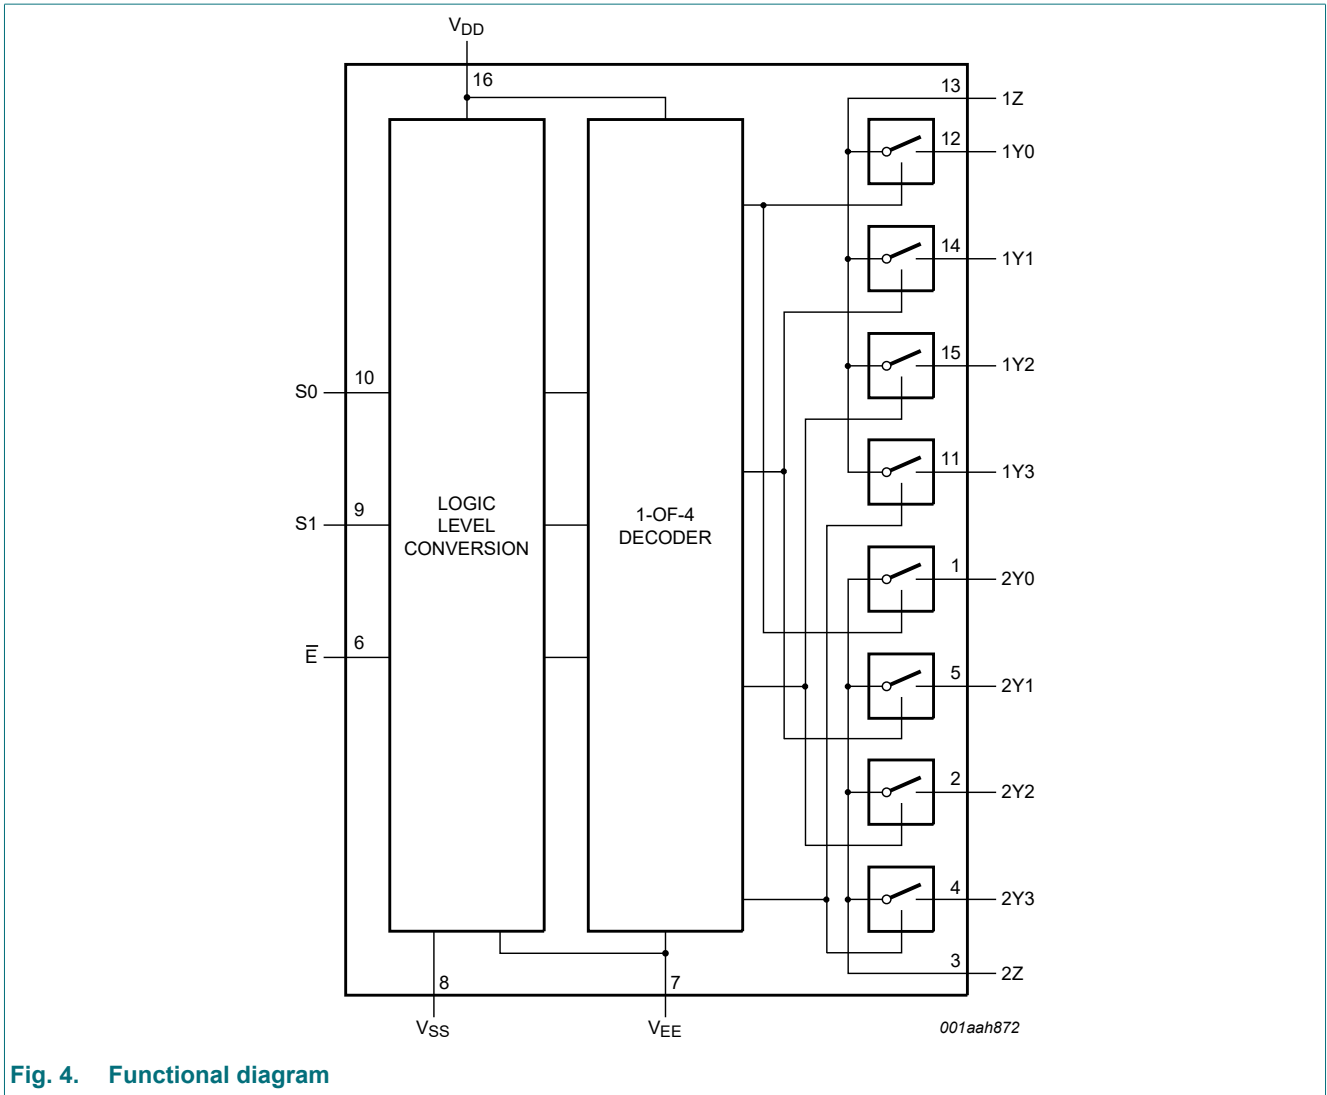 VDD
16
13
1Z
12
1Y0
14
1Y1
15
1Y2
S0
10
11
1Y3
LOGIC
LEVEL
CONVERSION
1-OF-4
DECODER
S1
9
1
2Y0
E̅
6
5
2Y1
2
2Y2
4
2Y3
3
2Z
8
7
VSS
VEE
001aah872
Fig. 4. Functional diagram